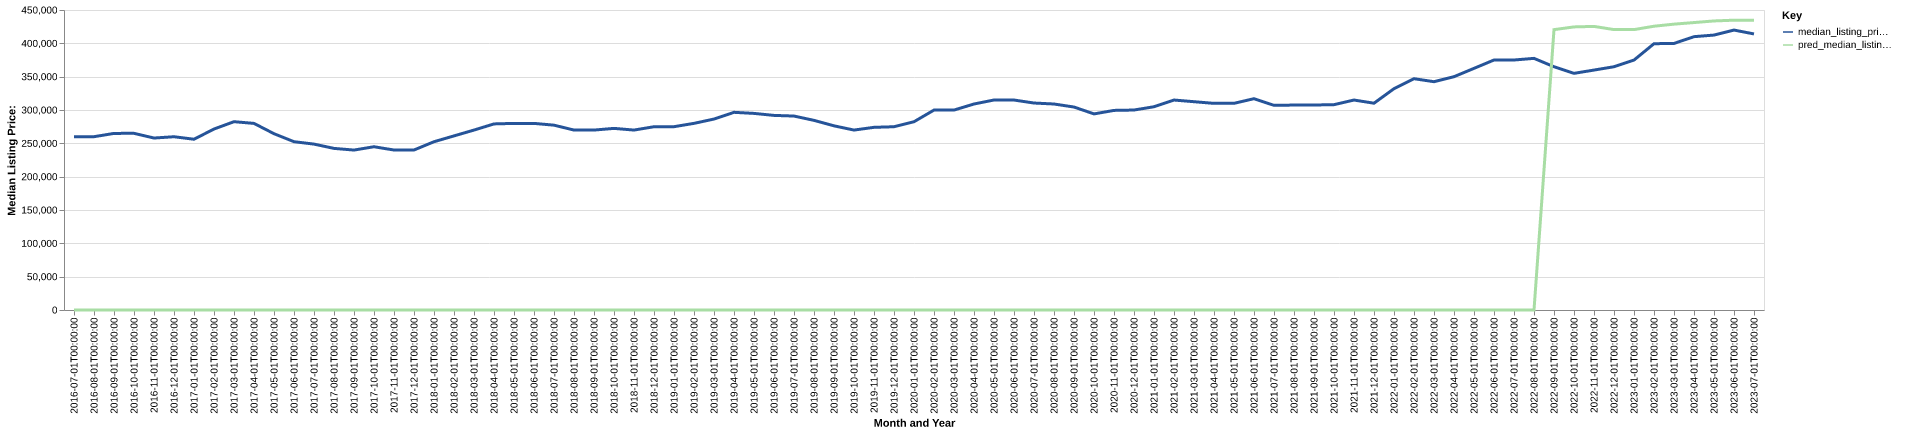 450,000
400,000
350,000
300,000
250,000
200,000
150,000
100,000
50,000
0
Median Listing Price:
2016-07-01T00:00:00
2016-08-01T00:00:00
2016-09-01T00:00:00
2016-10-01T00:00:00
2016-11-01T00:00:00
2016-12-01T00:00:00
2017-01-01T00:00:00
2017-02-01T00:00:00
2017-03-01T00:00:00
2017-04-01T00:00:00
2017-05-01T00:00:00
2017-06-01T00:00:00
2017-07-01T00:00:00
2017-08-01T00:00:00
2017-09-01T00:00:00
2017-10-01T00:00:00
2017-11-01T00:00:00
2017-12-01T00:00:00
2018-01-01T00:00:00
2018-02-01T00:00:00
2018-03-01T00:00:00
2018-04-01T00:00:00
2018-05-01T00:00:00
2018-06-01T00:00:00
2018-07-01T00:00:00
2018-08-01T00:00:00
2018-09-01T00:00:00
2018-10-01T00:00:00
2018-11-01T00:00:00
2018-12-01T00:00:00
2019-01-01T00:00:00
2019-02-01T00:00:00
2019-03-01T00:00:00
2019-04-01T00:00:00
2019-05-01T00:00:00
2019-06-01T00:00:00
2019-07-01T00:00:00
2019-08-01T00:00:00
2019-09-01T00:00:00
2019-10-01T00:00:00
2019-11-01T00:00:00
2019-12-01T00:00:00
2020-01-01T00:00:00
2020-02-01T00:00:00
2020-03-01T00:00:00
2020-04-01T00:00:00
2020-05-01T00:00:00
2020-06-01T00:00:00
2020-07-01T00:00:00
2020-08-01T00:00:00
2020-09-01T00:00:00
2020-10-01T00:00:00
2020-11-01T00:00:00
2020-12-01T00:00:00
2021-01-01T00:00:00
2021-02-01T00:00:00
2021-03-01T00:00:00
2021-04-01T00:00:00
2021-05-01T00:00:00
2021-06-01T00:00:00
2021-07-01T00:00:00
2021-08-01T00:00:00
2021-09-01T00:00:00
2021-10-01T00:00:00
2021-11-01T00:00:00
2021-12-01T00:00:00
2022-01-01T00:00:00
2022-02-01T00:00:00
2022-03-01T00:00:00
2022-04-01T00:00:00
2022-05-01T00:00:00
2022-06-01T00:00:00
2022-07-01T00:00:00
2022-08-01T00:00:00
2022-09-01T00:00:00
2022-10-01T00:00:00
2022-11-01T00:00:00
2022-12-01T00:00:00
2023-01-01T00:00:00
2023-02-01T00:00:00
2023-03-01T00:00:00
2023-04-01T00:00:00
2023-05-01T00:00:00
2023-06-01T00:00:00
2023-07-01T00:00:00
Month and Year
Key
median_listing_pri…
pred_median_listin…